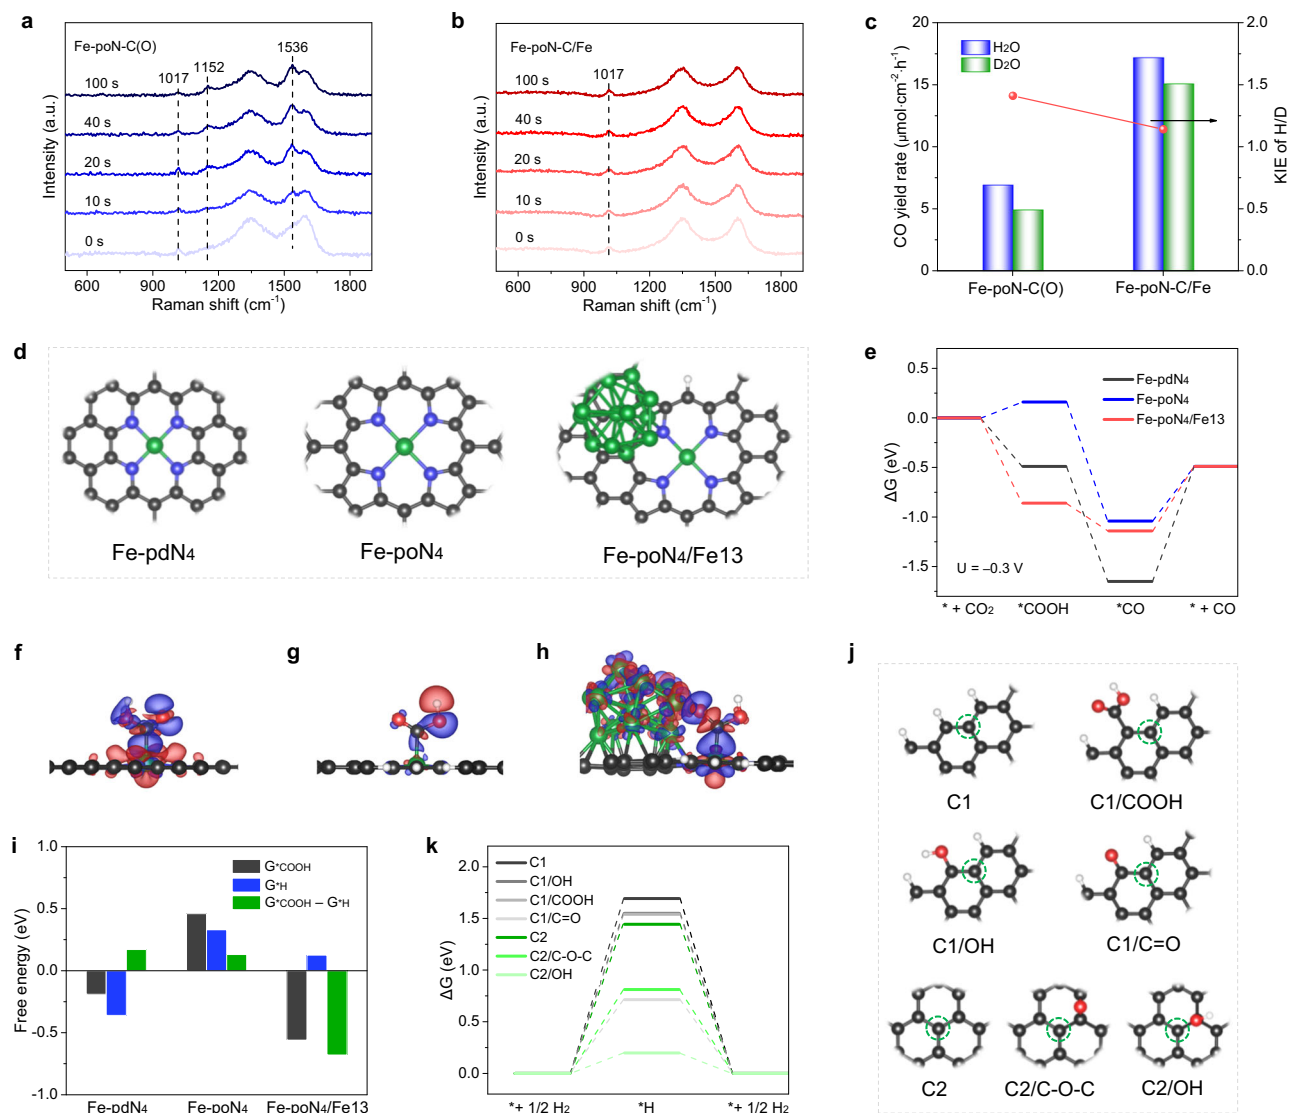 a
Fe-poN-C(O)
1017
1152
1536
100 s
40 s
20 s
10 s
0 s
Intensity (a.u.)
600
900
1200
1500
1800
Raman shift (cm⁻¹)
b
Fe-poN-C/Fe
1017
100 s
40 s
20 s
10 s
0 s
Intensity (a.u.)
600
900
1200
1500
1800
Raman shift (cm⁻¹)
c
H₂O
D₂O
20
15
10
5
0
CO yield rate (μmol·cm⁻²·h⁻¹)
2.0
1.5
1.0
0.5
0.0
KIE of H/D
Fe-poN-C(O)
Fe-poN-C/Fe
d
Fe-pdN₄
Fe-poN₄
Fe-poN₄/Fe13
e
Fe-pdN₄
Fe-poN₄
Fe-poN₄/Fe13
0.0
-0.5
-1.0
-1.5
ΔG (eV)
U = –0.3 V
* + CO₂
*COOH
*CO
* + CO
f
g
h
i
G*COOH
G*H
G*COOH – G*H
1.0
0.5
0.0
-0.5
-1.0
Free energy (eV)
Fe-pdN₄
Fe-poN₄
Fe-poN₄/Fe13
k
C1
C1/OH
C1/COOH
C1/C=O
C2
C2/C-O-C
C2/OH
2.0
1.5
1.0
0.5
0.0
ΔG (eV)
*+ 1/2 H₂
*H
*+ 1/2 H₂
j
C1
C1/COOH
C1/OH
C1/C=O
C2
C2/C-O-C
C2/OH